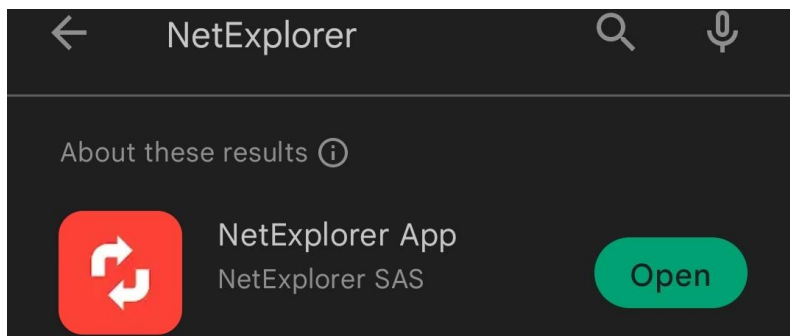 NetExplorer
About these results
NetExplorer App
NetExplorer SAS
Open